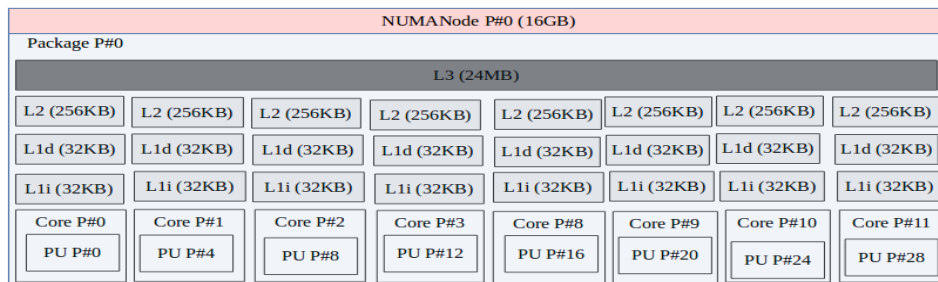 NUMANode P#0 (16GB)
Package P#0
L3 (24MB)
L2 (256KB) L2 (256KB) L2 (256KB) L2 (256KB) L2 (256KB) L2 (256KB) L2 (256KB) L2 (256KB)
L1d (32KB) L1d (32KB) L1d (32KB) L1d (32KB) L1d (32KB) L1d (32KB) L1d (32KB) L1d (32KB)
L1i (32KB) L1i (32KB) L1i (32KB) L1i (32KB) L1i (32KB) L1i (32KB) L1i (32KB) L1i (32KB)
Core P#0 Core P#1 Core P#2 Core P#3 Core P#8 Core P#9 Core P#10 Core P#11
PU P#0 PU P#4 PU P#8 PU P#12 PU P#16 PU P#20 PU P#24 PU P#28